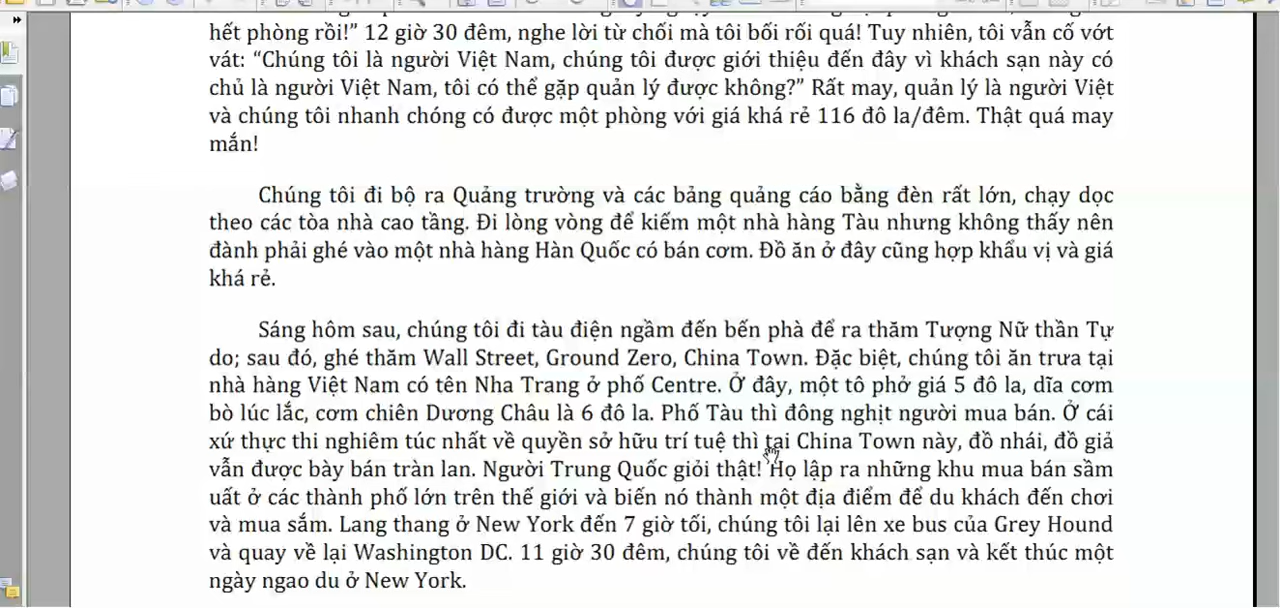 hết phòng rồi!” 12 giờ 30 đêm, nghe lời từ chối mà tôi bối rối quá! Tuy nhiên, tôi vẫn cố vớt
vát: “Chúng tôi là người Việt Nam, chúng tôi được giới thiệu đến đây vì khách sạn này có
chủ là người Việt Nam, tôi có thể gặp quản lý được không?” Rất may, quản lý là người Việt
và chúng tôi nhanh chóng có được một phòng với giá khá rẻ 116 đô la/đêm. Thật quá may
mắn!
Chúng tôi đi bộ ra Quảng trường và các bảng quảng cáo bằng đèn rất lớn, chạy dọc
theo các tòa nhà cao tầng. Đi lòng vòng để kiếm một nhà hàng Tàu nhưng không thấy nên
đành phải ghé vào một nhà hàng Hàn Quốc có bán cơm. Đồ ăn ở đây cũng hợp khẩu vị và giá
khá rẻ.
Sáng hôm sau, chúng tôi đi tàu điện ngầm đến bến phà để ra thăm Tượng Nữ thần Tự
do; sau đó, ghé thăm Wall Street, Ground Zero, China Town. Đặc biệt, chúng tôi ăn trưa tại
nhà hàng Việt Nam có tên Nha Trang ở phố Centre. Ở đây, một tô phở giá 5 đô la, dĩa cơm
bò lúc lắc, cơm chiên Dương Châu là 6 đô la. Phố Tàu thì đông nghịt người mua bán. Ở cái
xứ thực thi nghiêm túc nhất về quyền sở hữu trí tuệ thì tại China Town này, đồ nhái, đồ giả
vẫn được bày bán tràn lan. Người Trung Quốc giỏi thật! Họ lập ra những khu mua bán sầm
uất ở các thành phố lớn trên thế giới và biến nó thành một địa điểm để du khách đến chơi
và mua sắm. Lang thang ở New York đến 7 giờ tối, chúng tôi lại lên xe bus của Grey Hound
và quay về lại Washington DC. 11 giờ 30 đêm, chúng tôi về đến khách sạn và kết thúc một
ngày ngao du ở New York.